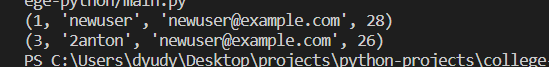 ege-python/main.py
(1, 'newuser', 'newuser@example.com', 28)
(3, '2anton', 'newuser@example.com', 26)
PS C:\Users\dyudy\Desktop\projects\python-projects\college